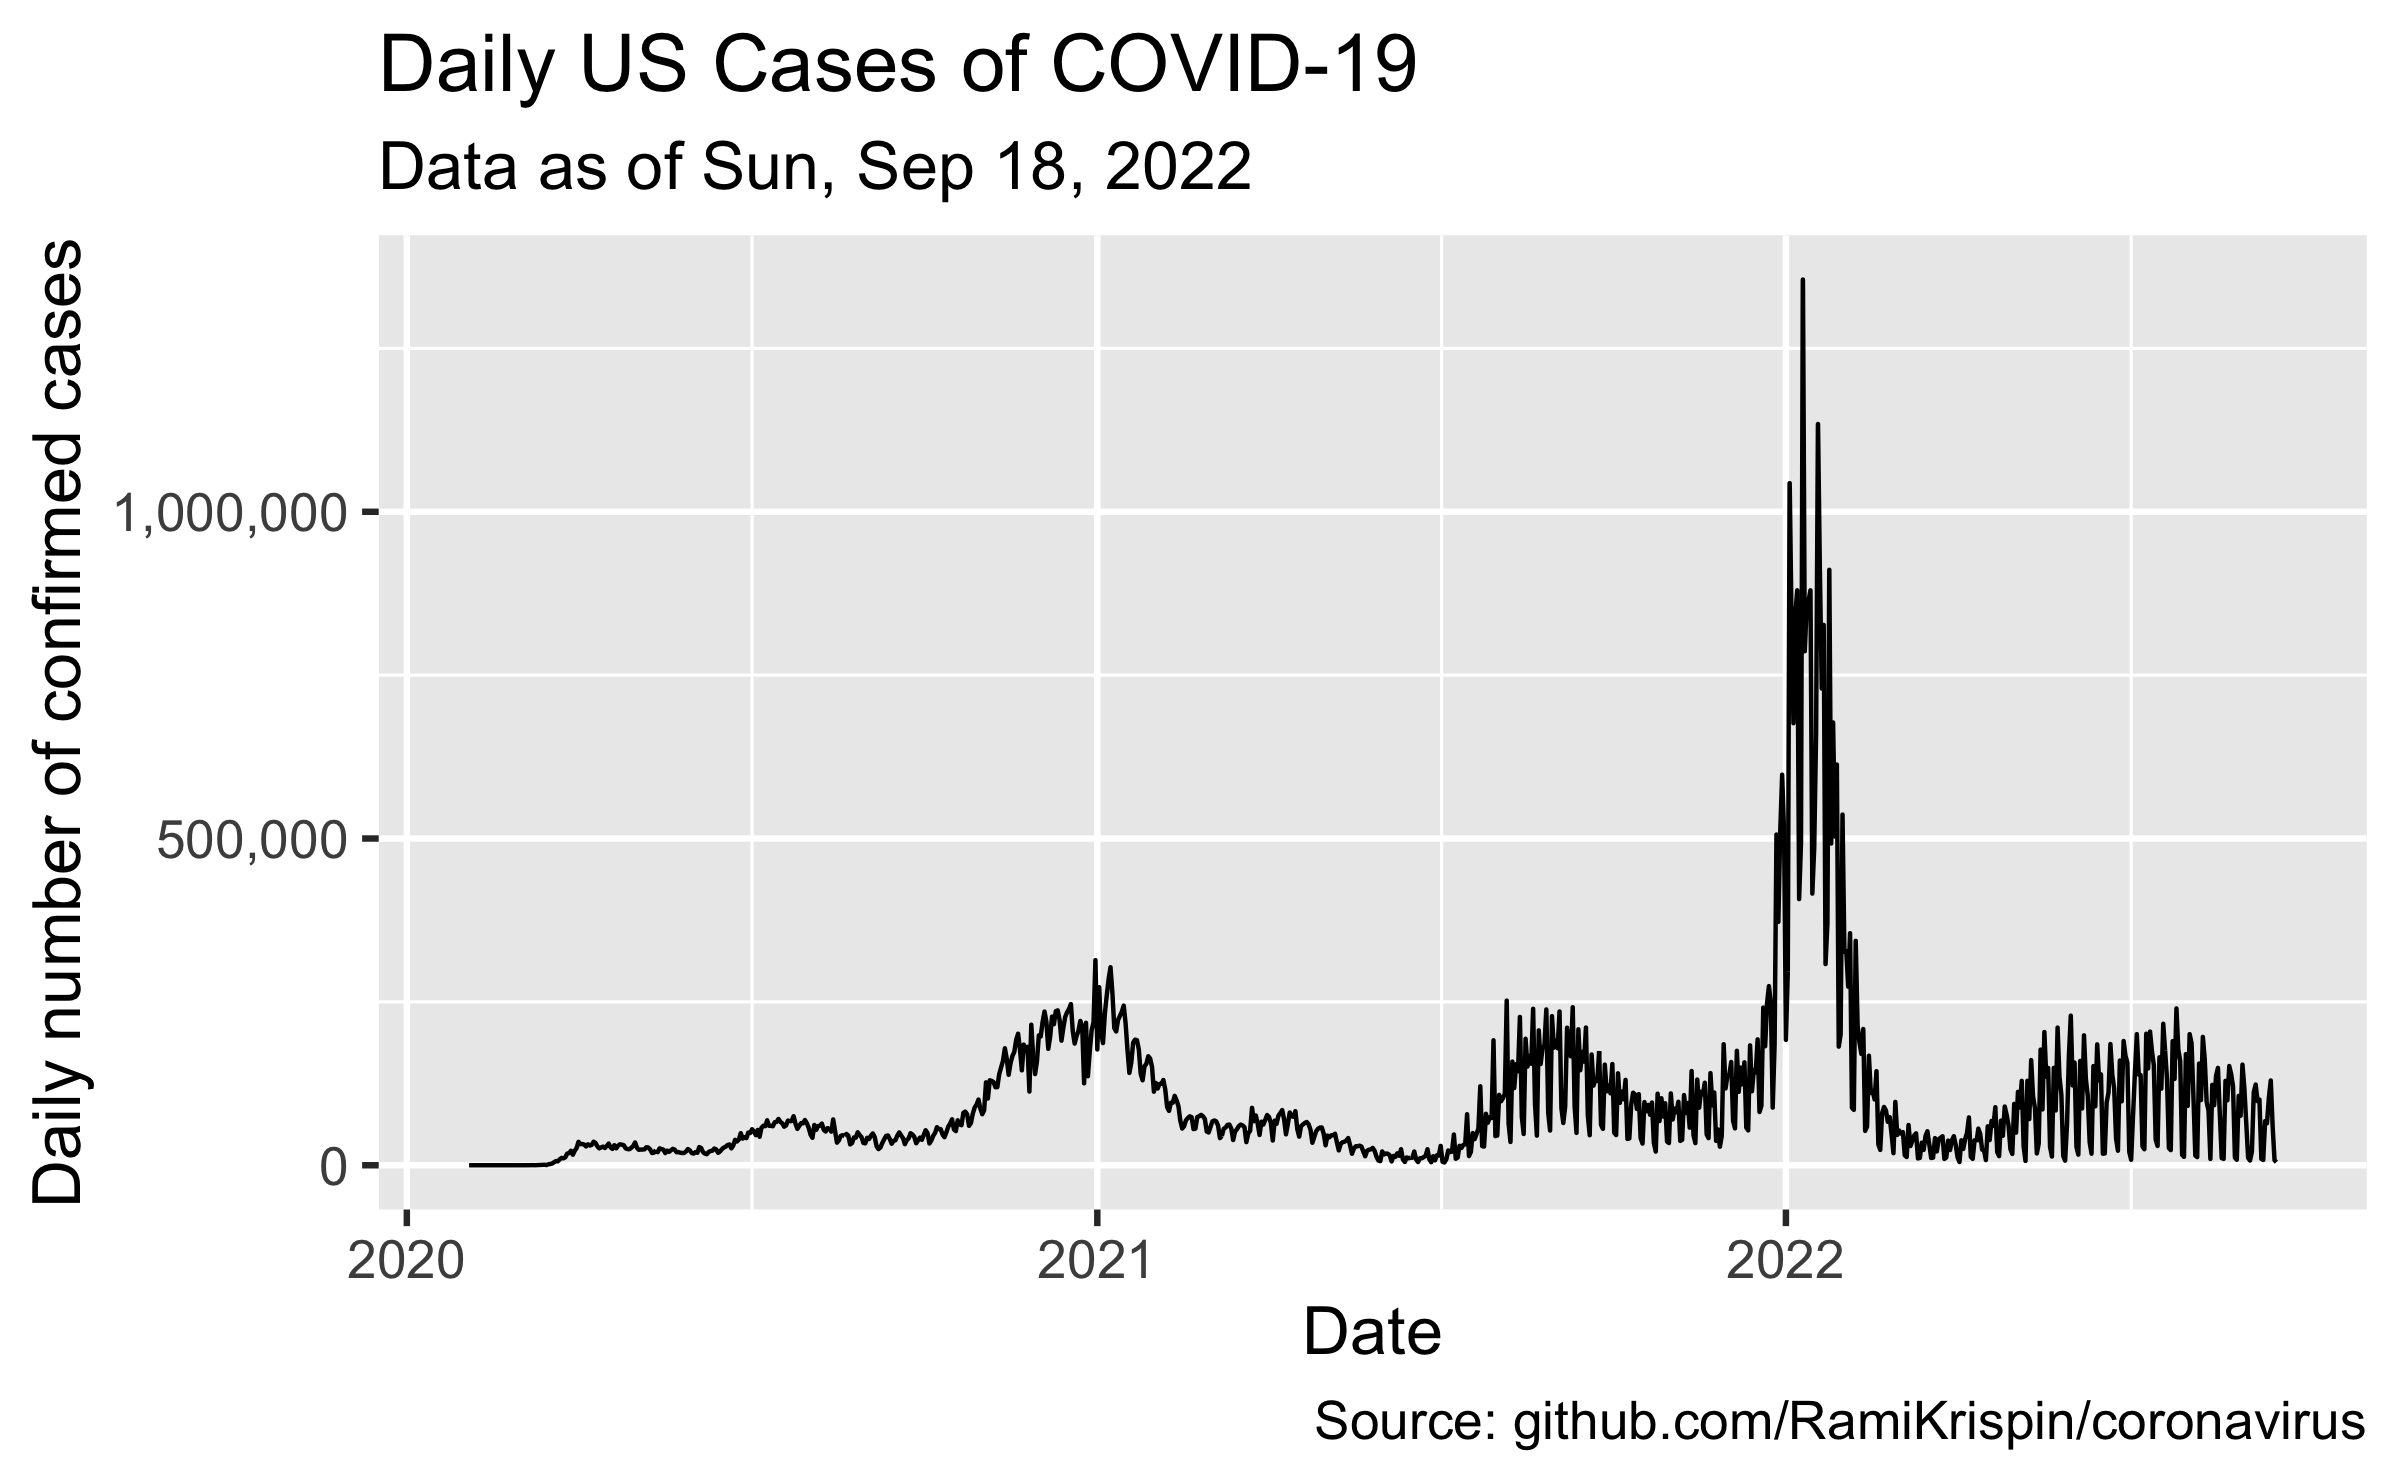 Daily US Cases of COVID-19
Data as of Sun, Sep 18, 2022
Daily number of confirmed cases
1,000,000
500,000
0
2020
2021
2022
Date
Source: github.com/RamiKrispin/coronavirus